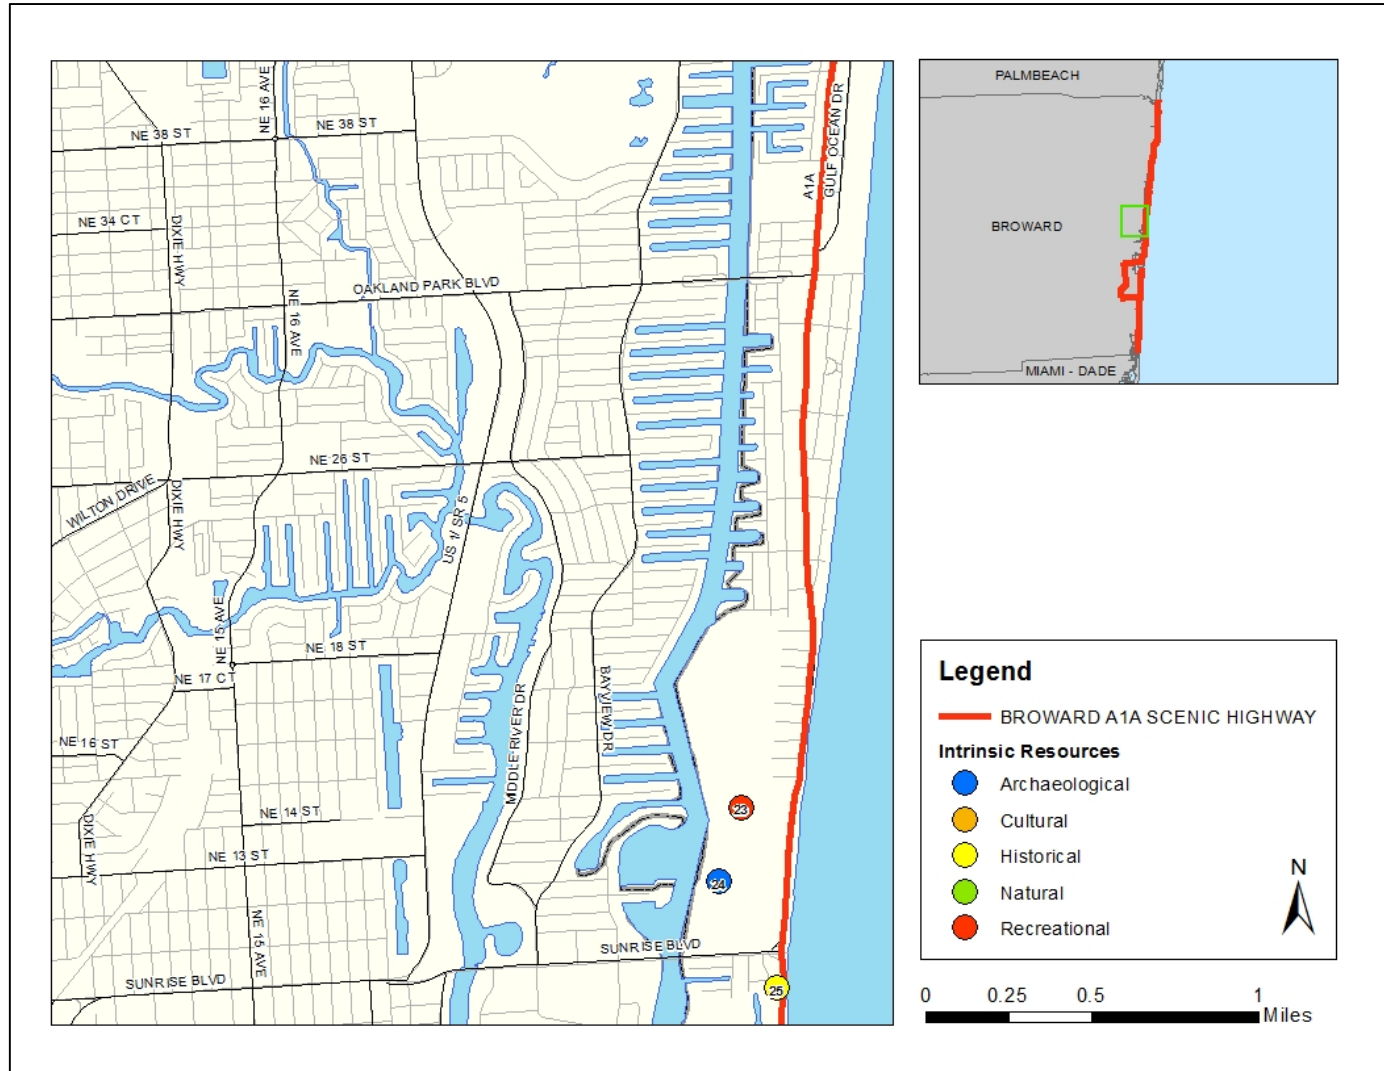 NE 16 AVE
NE 38 ST
NE 38 ST
GULF OCEAN DR
A1A
NE 34 CT
DIXIE HWY
OAKLAND PARK BLVD
NE 16 AVE
NE 26 ST
WILTON DRIVE
DIXIE HWY
US 1/ SR 5
NE 15 AVE
NE 18 ST
NE 17 CT
BAYVIEW DR
MIDDLE RIVER DR
NE 16 ST
NE 14 ST
23
DIXIE HWY
NE 13 ST
24
NE 15 AVE
SUNRISE BLVD
SUNRISE BLVD
25
PALMBEACH
BROWARD
MIAMI - DADE
Legend
BROWARD A1A SCENIC HIGHWAY
Intrinsic Resources
Archaeological
Cultural
Historical
Natural
Recreational
N
0 0.25 0.5 1
Miles